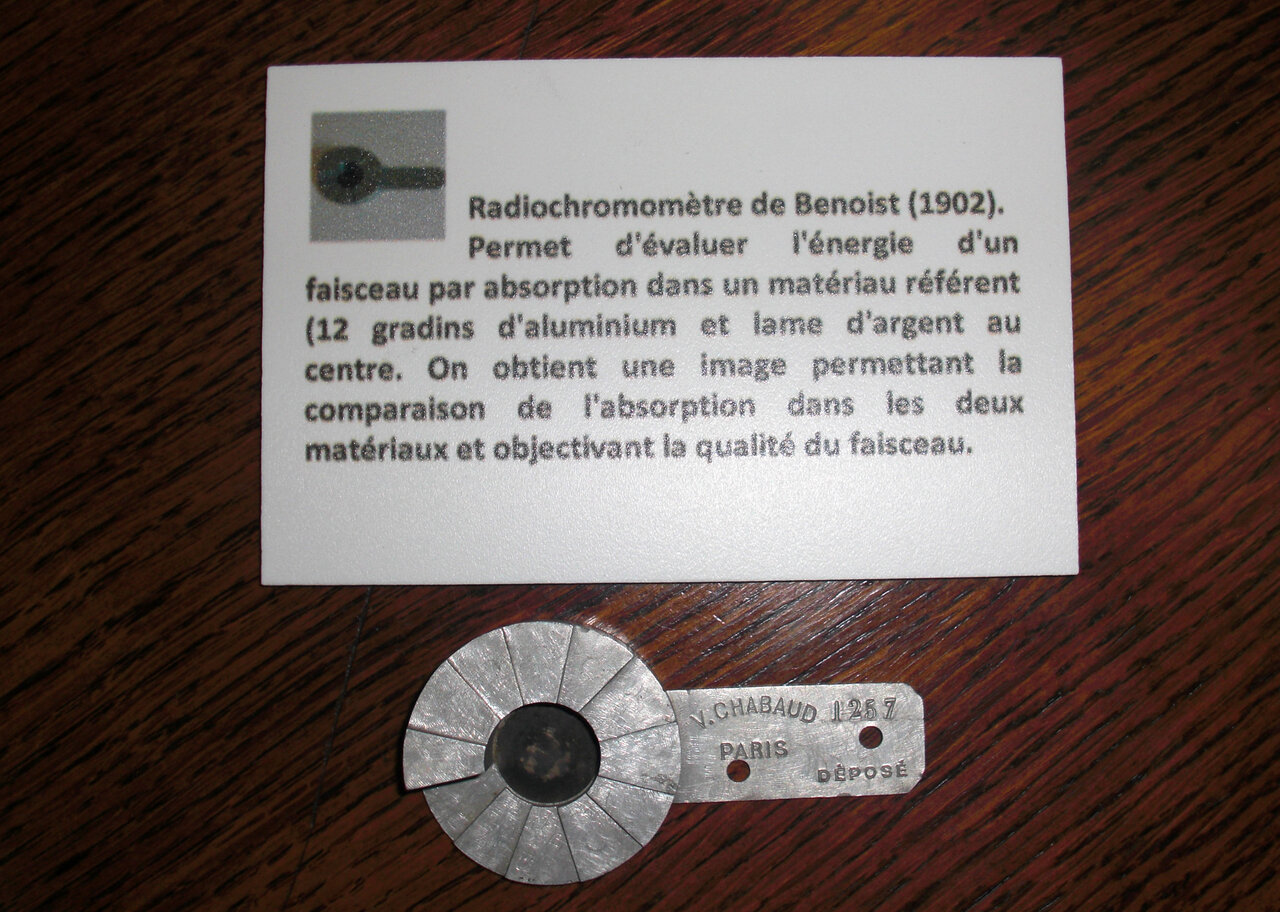 Radiochromomètre de Benoist (1902).
Permet d'évaluer l'énergie d'un
faisceau par absorption dans un matériau référent
(12 gradins d'aluminium et lame d'argent au
centre. On obtient une image permettant la
comparaison de l'absorption dans les deux
matériaux et objectivant la qualité du faisceau.
V. CHABAUD 1257
PARIS
DÉPOSÉ